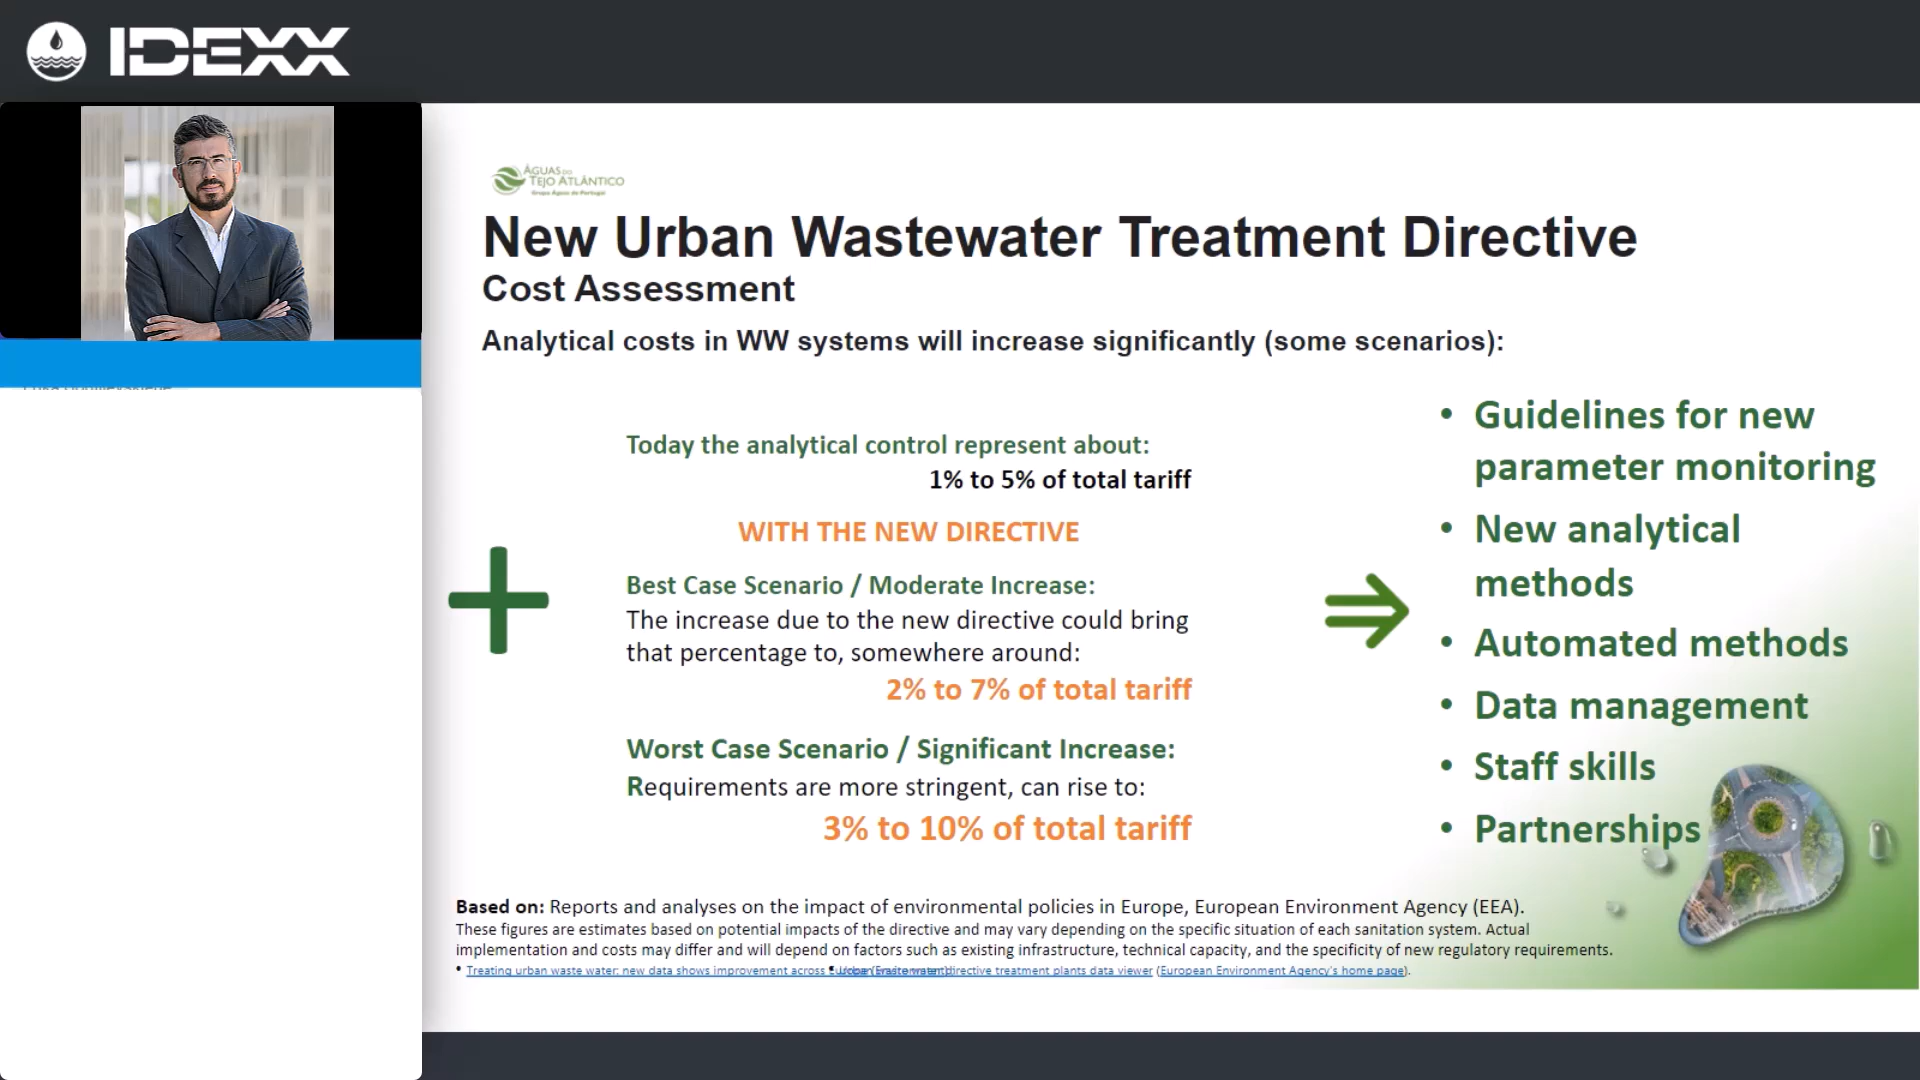 IDEXX
ÁGUAS DO
TEJO ATLÂNTICO
Grupo Águas de Portugal
New Urban Wastewater Treatment Directive
Cost Assessment
Analytical costs in WW systems will increase significantly (some scenarios):
Today the analytical control represent about:
1% to 5% of total tariff
WITH THE NEW DIRECTIVE
Best Case Scenario / Moderate Increase:
The increase due to the new directive could bring
that percentage to, somewhere around:
2% to 7% of total tariff
Worst Case Scenario / Significant Increase:
Requirements are more stringent, can rise to:
3% to 10% of total tariff
• Guidelines for new
parameter monitoring
• New analytical
methods
• Automated methods
• Data management
• Staff skills
• Partnerships
Based on: Reports and analyses on the impact of environmental policies in Europe, European Environment Agency (EEA).
These figures are estimates based on potential impacts of the directive and may vary depending on the specific situation of each sanitation system. Actual
implementation and costs may differ and will depend on factors such as existing infrastructure, technical capacity, and the specificity of new regulatory requirements.
• Treating urban waste water: new data shows improvement across directive treatment plants data viewer (European Environment Agency's home page).